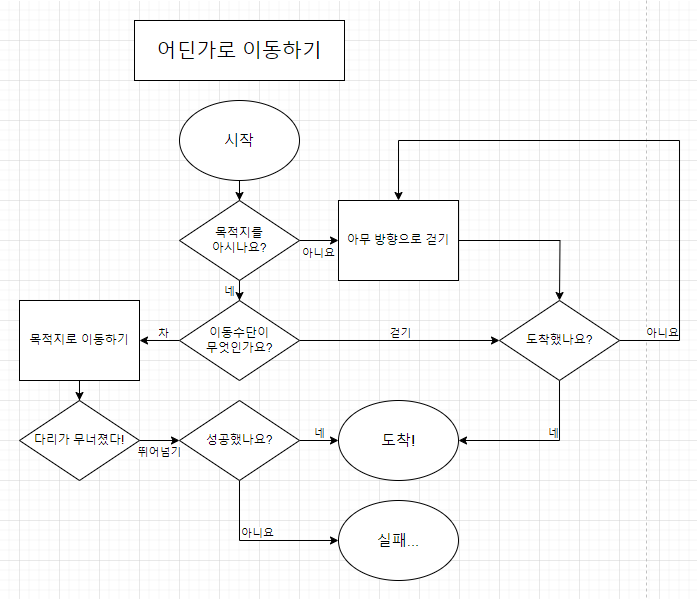 어딘가로 이동하기
시작
목적지를
아시나요?
아니요
아무 방향으로 걷기
네
목적지로 이동하기
차
이동수단이
무엇인가요?
걷기
도착했나요?
아니요
다리가 무너졌다!
뛰어넘기
성공했나요?
네
도착!
네
아니요
실패...